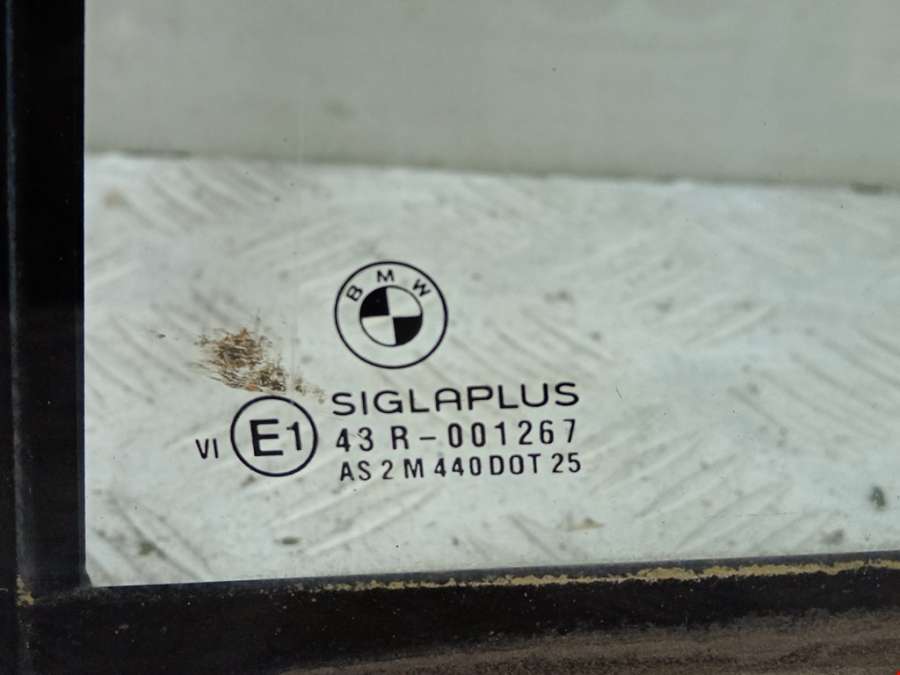 BMW
SIGLAPLUS
VI E1 43 R-001267
AS 2 M 440 DOT 25